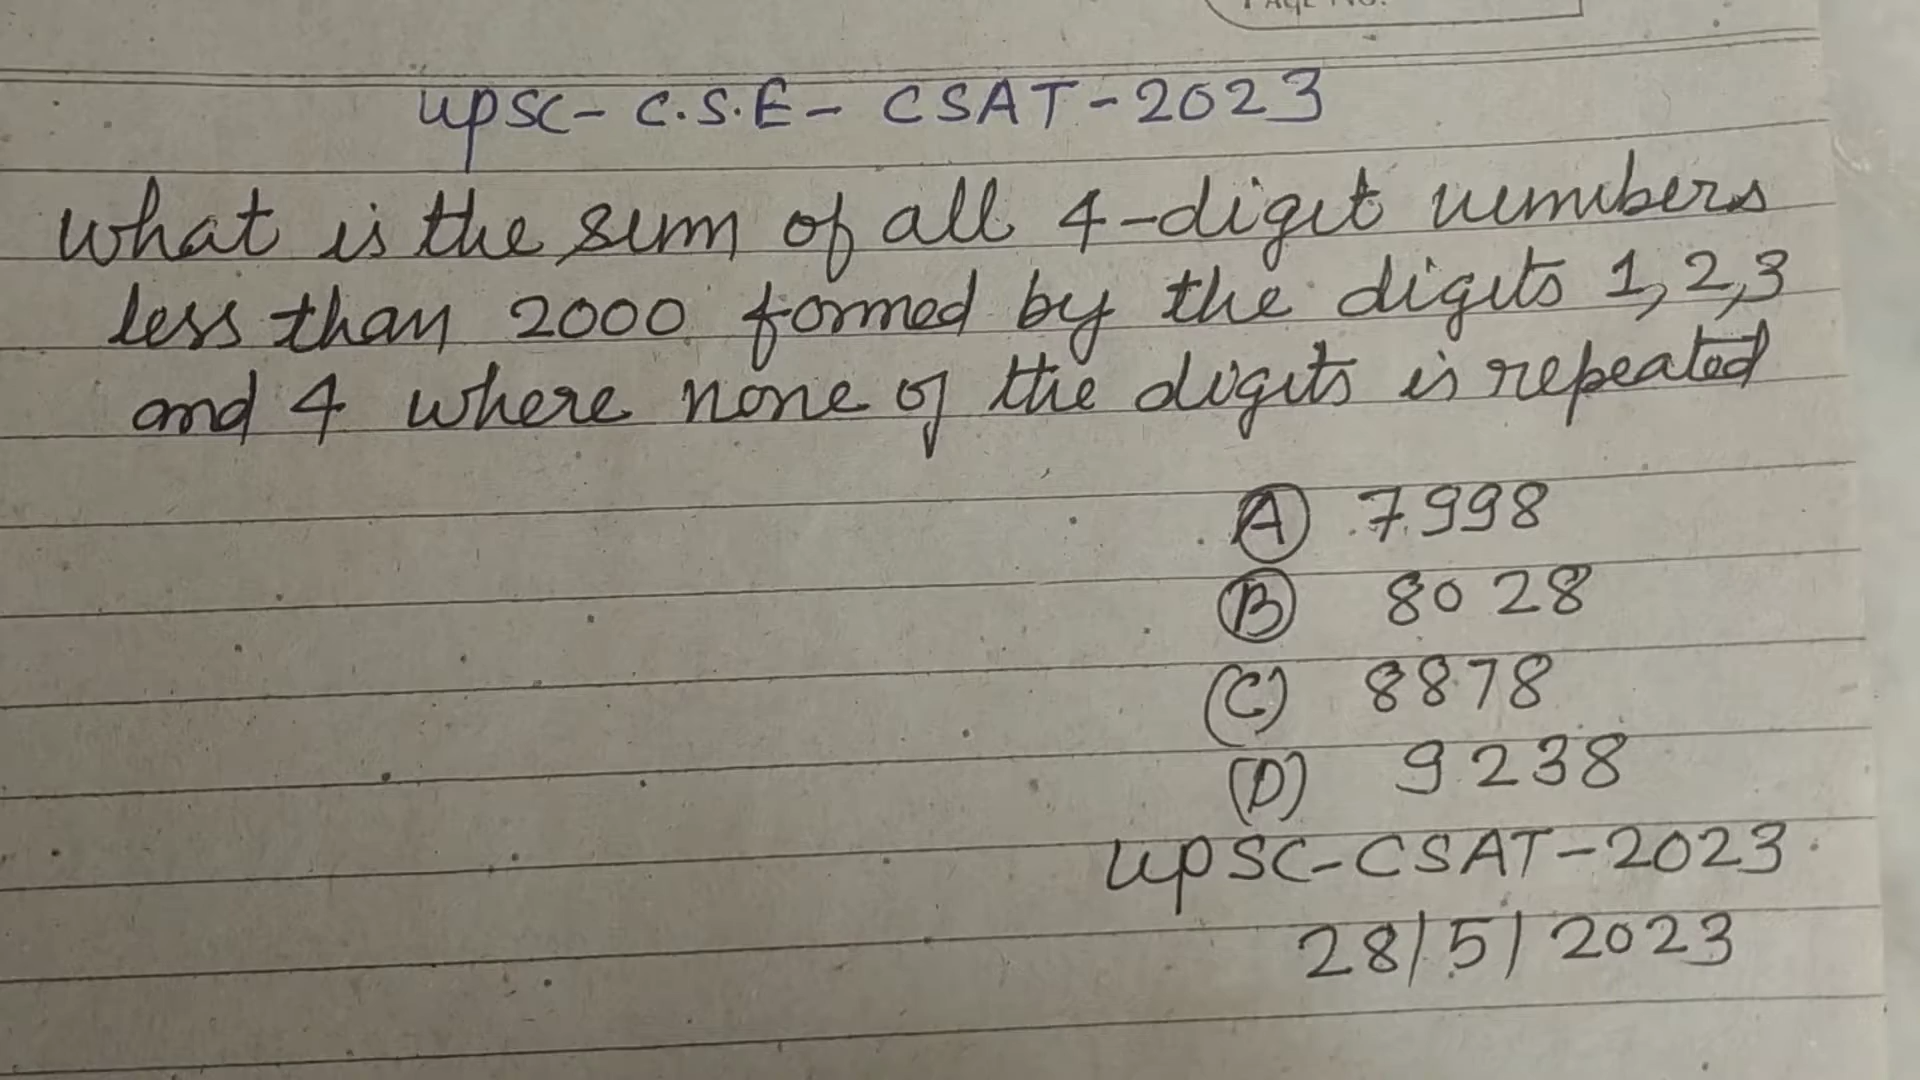 UPSC- C.S.E- CSAT-2023
what is the sum of all 4-digit numbers
less than 2000 formed by the digits 1,2,3
and 4 where none of the digits is repeated
(A) 7998
(B) 8028
(C) 8878
(D) 9238
UPSC-CSAT-2023
28/5/2023